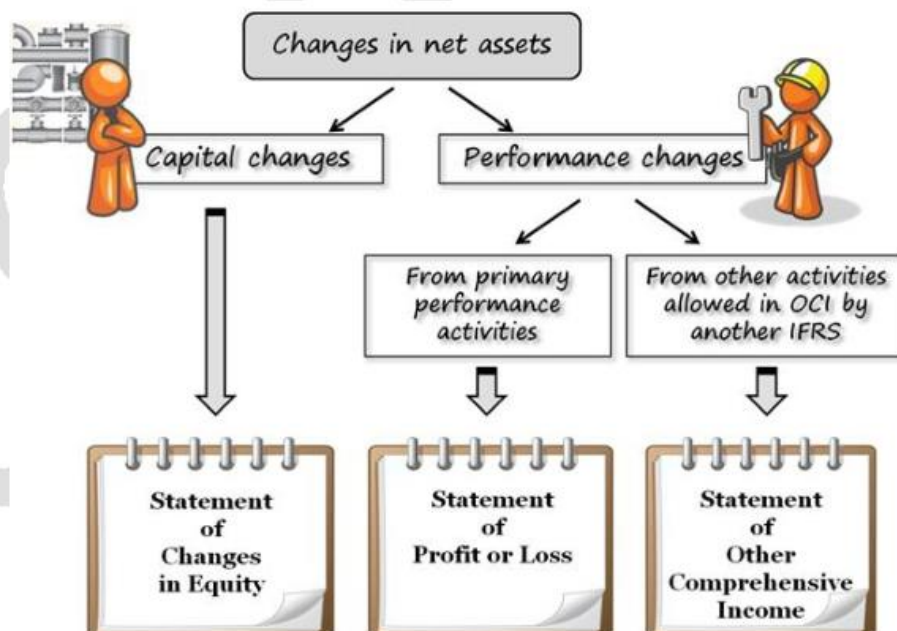 Changes in net assets
Capital changes
Performance changes
From primary
performance
activities
From other activities
allowed in OCI by
another IFRS
Statement
of
Changes
in Equity
Statement
of
Profit or Loss
Statement
of
Other
Comprehensive
Income